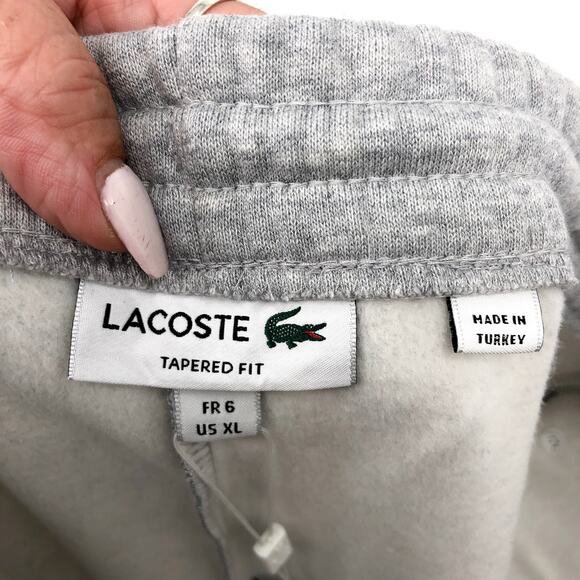 LACOSTE
TAPERED FIT
FR 6
US XL
MADE IN
TURKEY